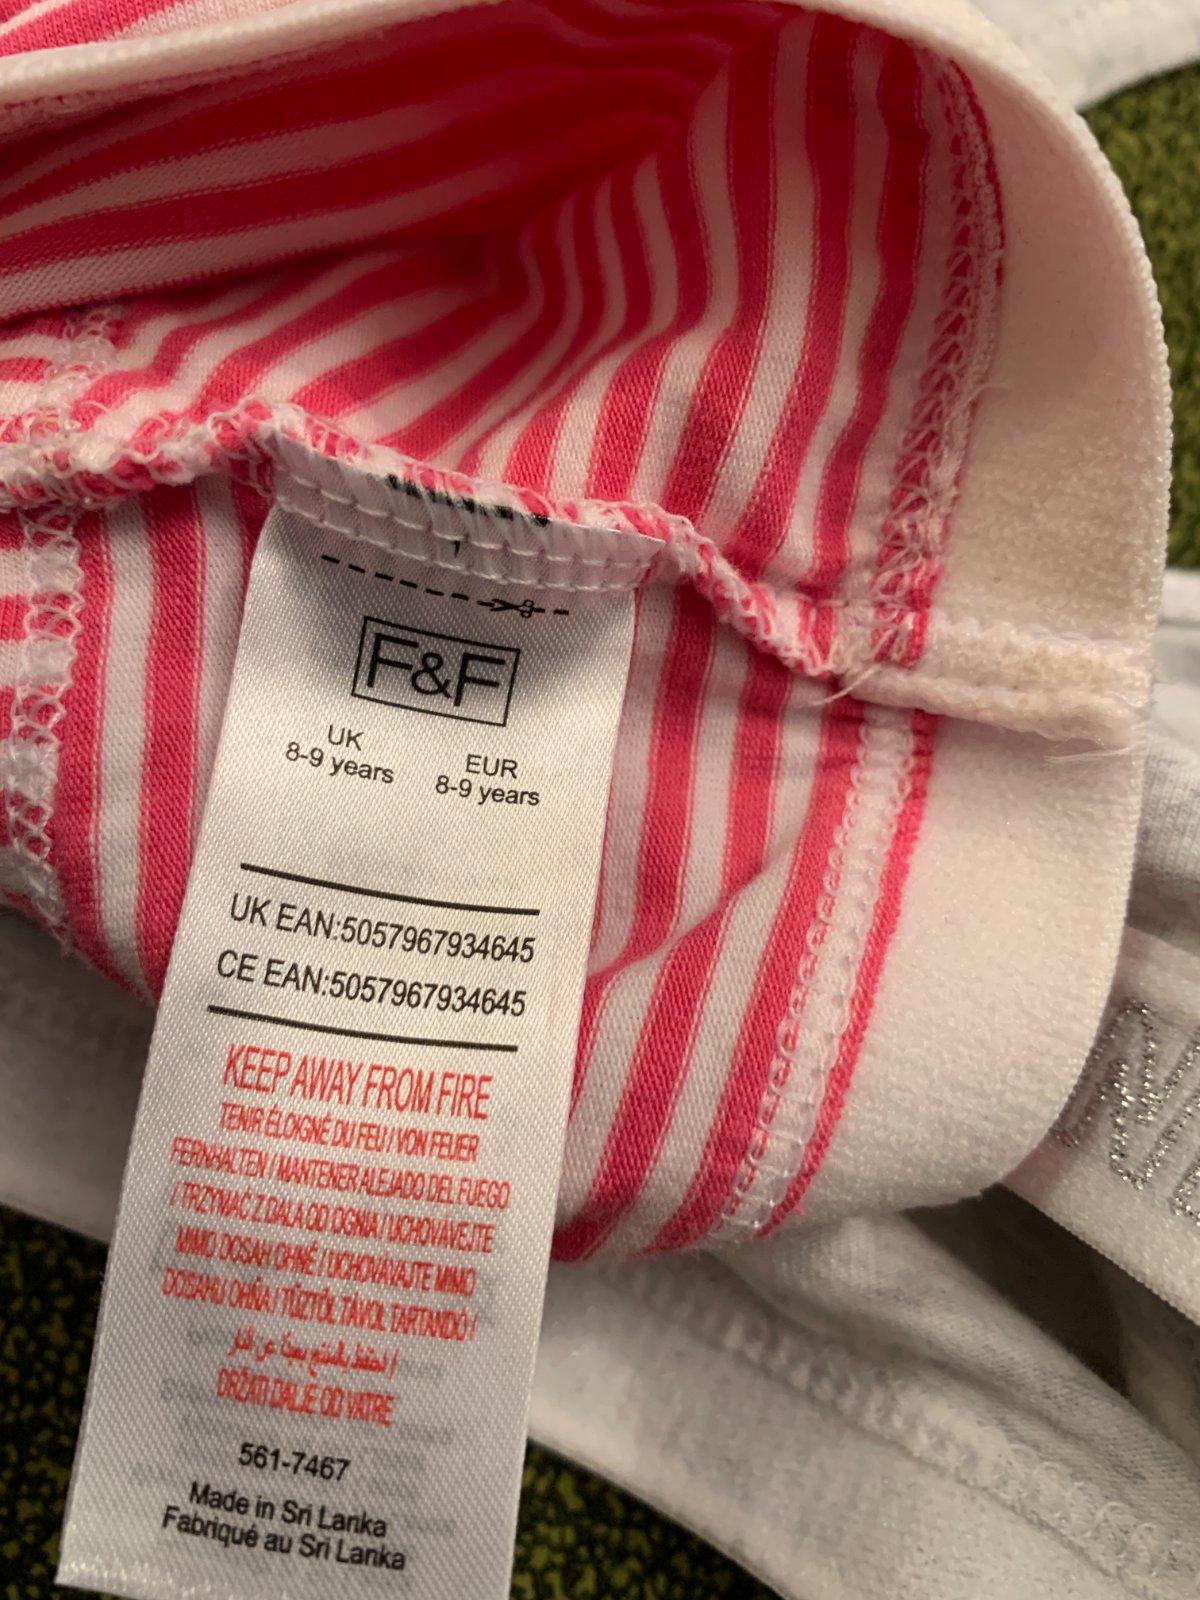 F&F
UK
8-9 years
EUR
8-9 years
UK EAN:5057967934645
CE EAN:5057967934645
KEEP AWAY FROM FIRE
TENIR ÉLOIGNÉ DU FEU / VON FEUER
FERNHALTEN / MANTENER ALEJADO DEL FUEGO
/ TRZYMAĆ Z DALA OD OGNIA / UCHOVÁVEJTE
MIMO DOSAH OHNĚ / UCHOVÁVAJTE MIMO
DOSAHU OHŇA / TŰZTŐL TÁVOL TARTANDÓ /
DRŽATI DALJE OD VATRE
561-7467
Made in Sri Lanka
Fabriqué au Sri Lanka